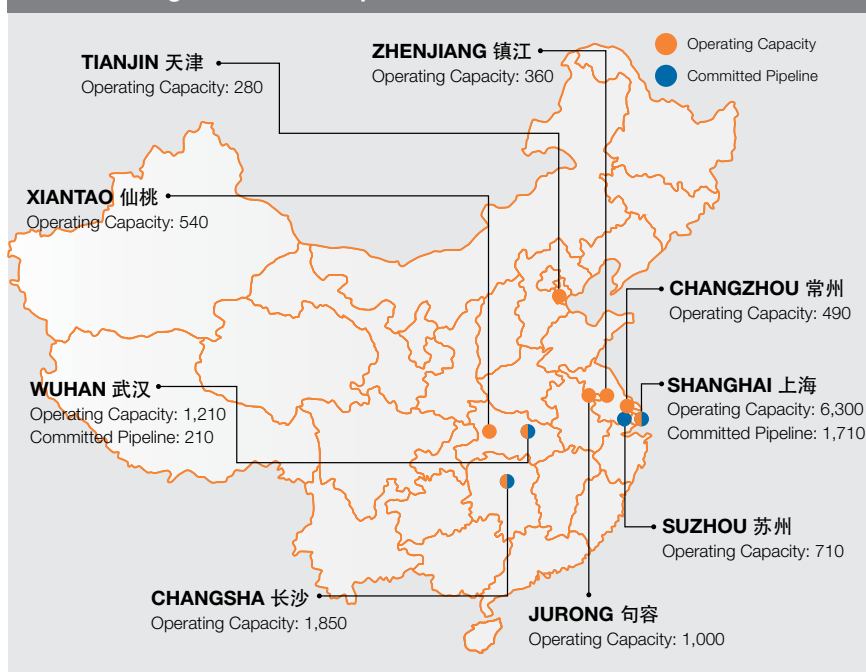 TIANJIN 天津
Operating Capacity: 280
ZHENJIANG 镇江
Operating Capacity: 360
Operating Capacity
Committed Pipeline
XIANTAO 仙桃
Operating Capacity: 540
CHANGZHOU 常州
Operating Capacity: 490
WUHAN 武汉
Operating Capacity: 1,210
Committed Pipeline: 210
SHANGHAI 上海
Operating Capacity: 6,300
Committed Pipeline: 1,710
SUZHOU 苏州
Operating Capacity: 710
CHANGSHA 长沙
Operating Capacity: 1,850
JURONG 句容
Operating Capacity: 1,000